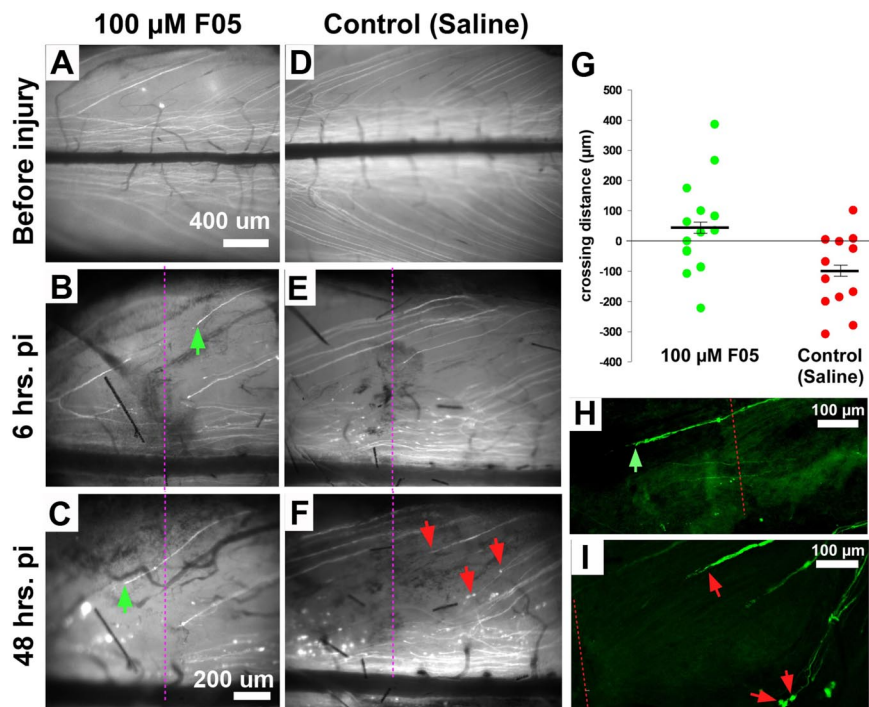 100 µM F05
Control (Saline)
Before injury
A
D
400 um
6 hrs. pi
B
E
48 hrs. pi
C
F
200 um
G
crossing distance (µm)
500
400
300
200
100
0
-100
-200
-300
-400
100 µM F05
Control
(Saline)
H
100 µm
I
100 µm